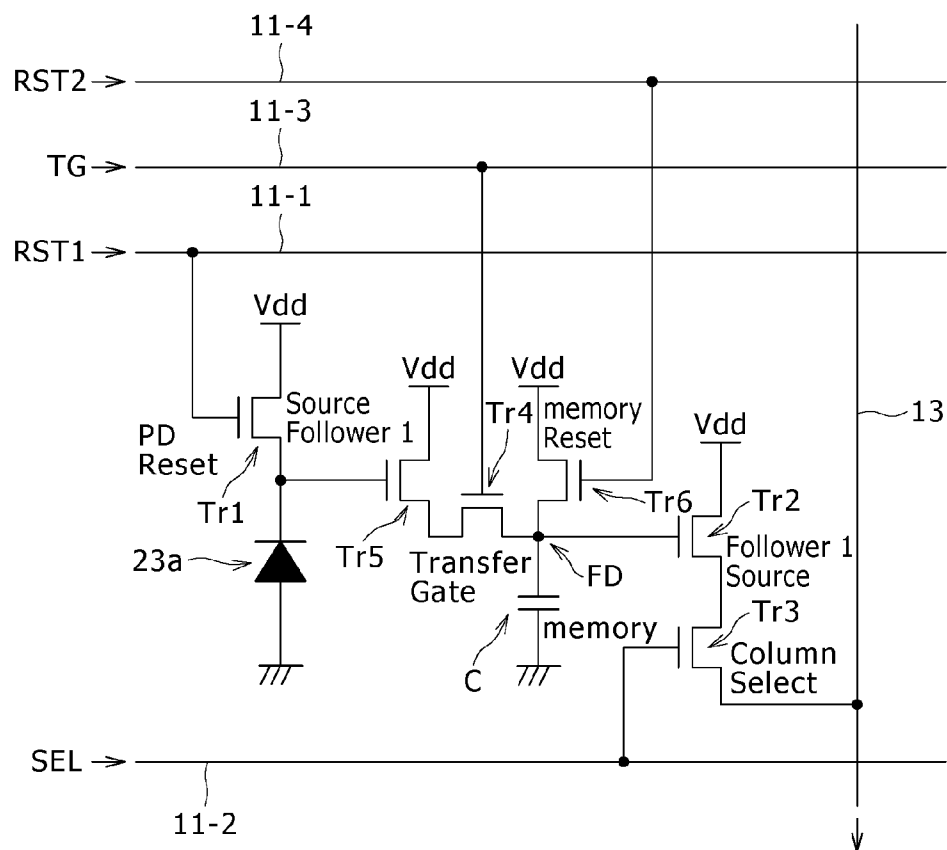 11-4
RST2
11-3
TG
11-1
RST1
Vdd
Vdd
Vdd
Source
Follower 1
Tr4
memory
Reset
Vdd
13
PD
Reset
Tr1
Tr6
Tr2
23a
Tr5
Transfer
Gate
FD
Follower 1
Source
Tr3
C
memory
Column
Select
SEL
11-2